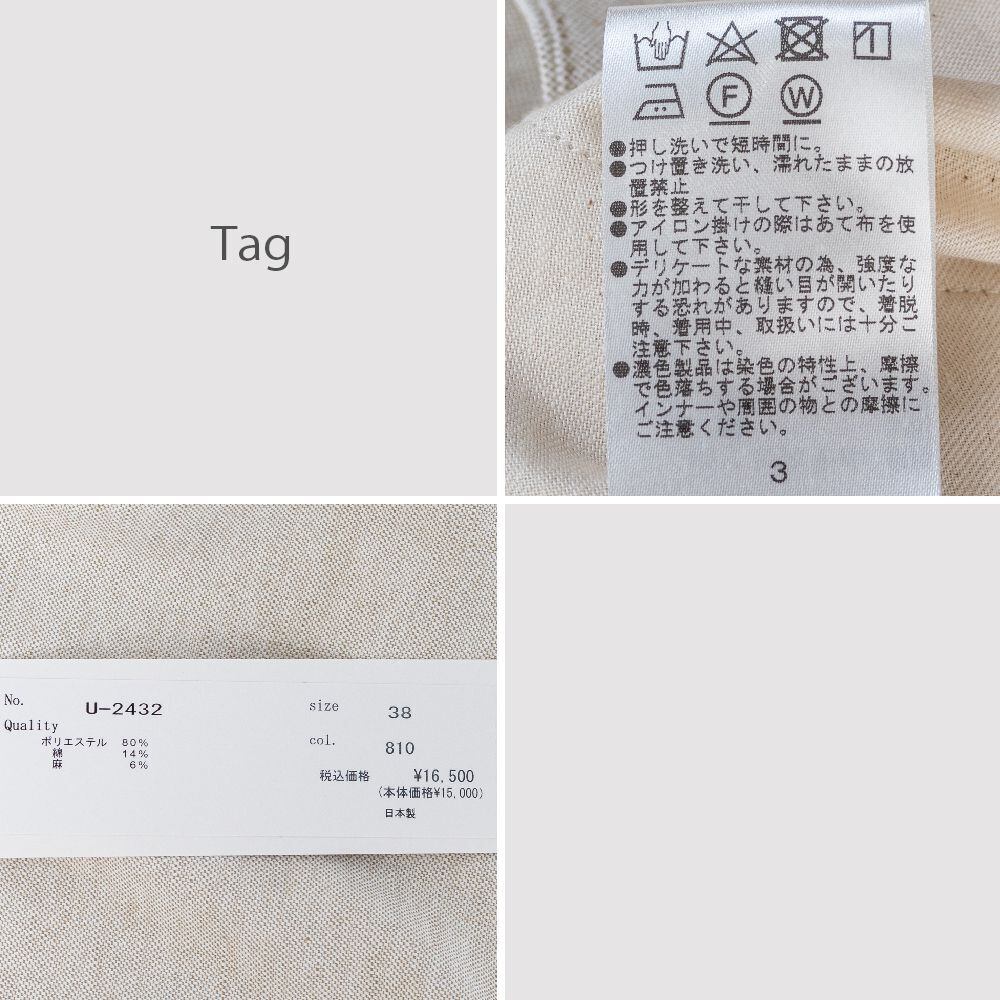 Tag
F W
●押し洗いで短時間に。
●つけ置き洗い、濡れたままの放
置禁止
●形を整えて干して下さい。
●アイロン掛けの際はあて布を使
用して下さい。
●デリケートな素材の為、強度な
力が加わると縫い目が開いたり
する恐れがありますので、着脱
時、着用中、取扱いには十分ご
注意下さい。
●濃色製品は染色の特性上、摩擦
で色落ちする場合がございます。
インナーや周囲の物との摩擦に
ご注意ください。
3
No. U-2432
Quality
ポリエステル 80%
綿 14%
麻 6%
size 38
col. 810
税込価格 ¥16,500
(本体価格¥15,000)
日本製